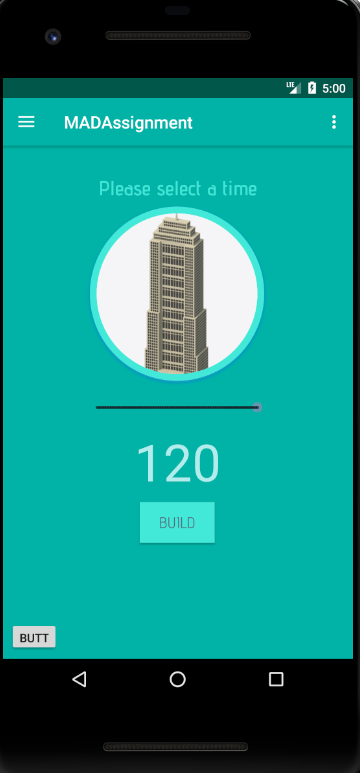 LTE 5:00
MADAssignment
Please select a time
120
BUILD
BUTT